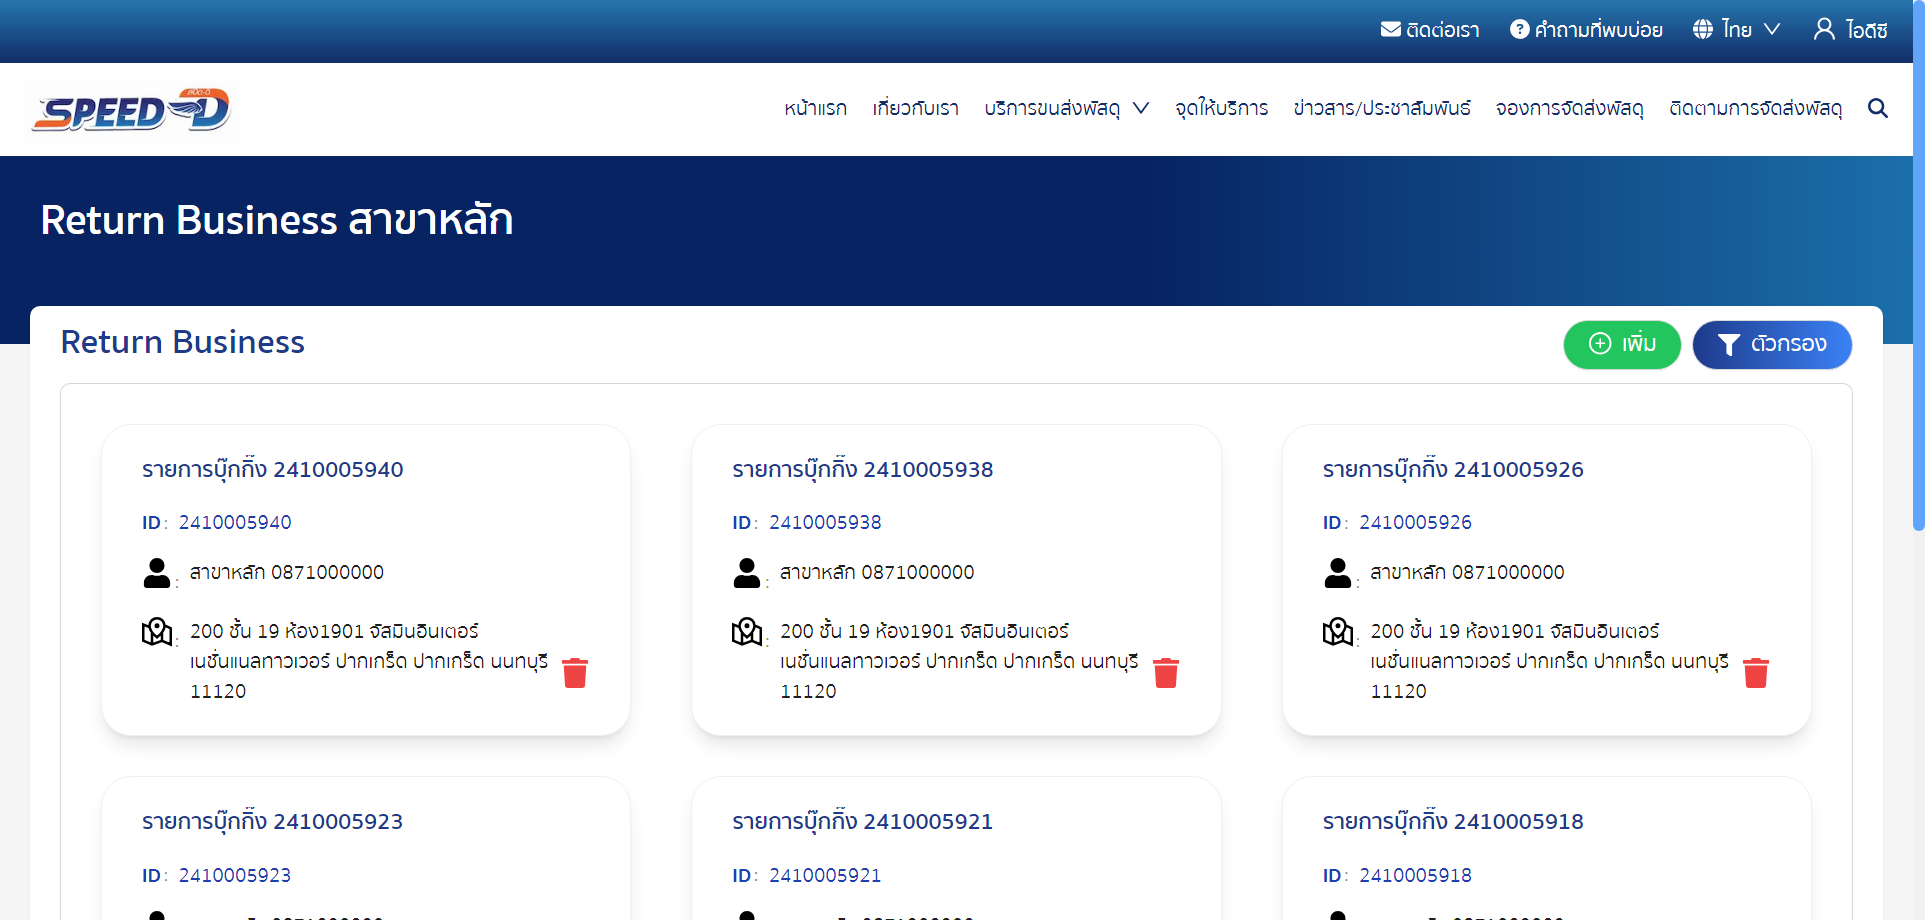 ติดต่อเรา คำถามที่พบบ่อย ไทย ไอดีซี
สปีด-ดี
SPEED-D หน้าแรก เกี่ยวกับเรา บริการขนส่งพัสดุ จุดให้บริการ ข่าวสาร/ประชาสัมพันธ์ จองการจัดส่งพัสดุ ติดตามการจัดส่งพัสดุ
Return Business สาขาหลัก
Return Business เพิ่ม ตัวกรอง
รายการบุ๊กกิ้ง 2410005940
ID : 2410005940
: สาขาหลัก 0871000000
: 200 ชั้น 19 ห้อง1901 จัสมินอินเตอร์
เนชั่นแนลทาวเวอร์ ปากเกร็ด ปากเกร็ด นนทบุรี
11120
รายการบุ๊กกิ้ง 2410005938
ID : 2410005938
: สาขาหลัก 0871000000
: 200 ชั้น 19 ห้อง1901 จัสมินอินเตอร์
เนชั่นแนลทาวเวอร์ ปากเกร็ด ปากเกร็ด นนทบุรี
11120
รายการบุ๊กกิ้ง 2410005926
ID : 2410005926
: สาขาหลัก 0871000000
: 200 ชั้น 19 ห้อง1901 จัสมินอินเตอร์
เนชั่นแนลทาวเวอร์ ปากเกร็ด ปากเกร็ด นนทบุรี
11120
รายการบุ๊กกิ้ง 2410005923
ID : 2410005923
รายการบุ๊กกิ้ง 2410005921
ID : 2410005921
รายการบุ๊กกิ้ง 2410005918
ID : 2410005918